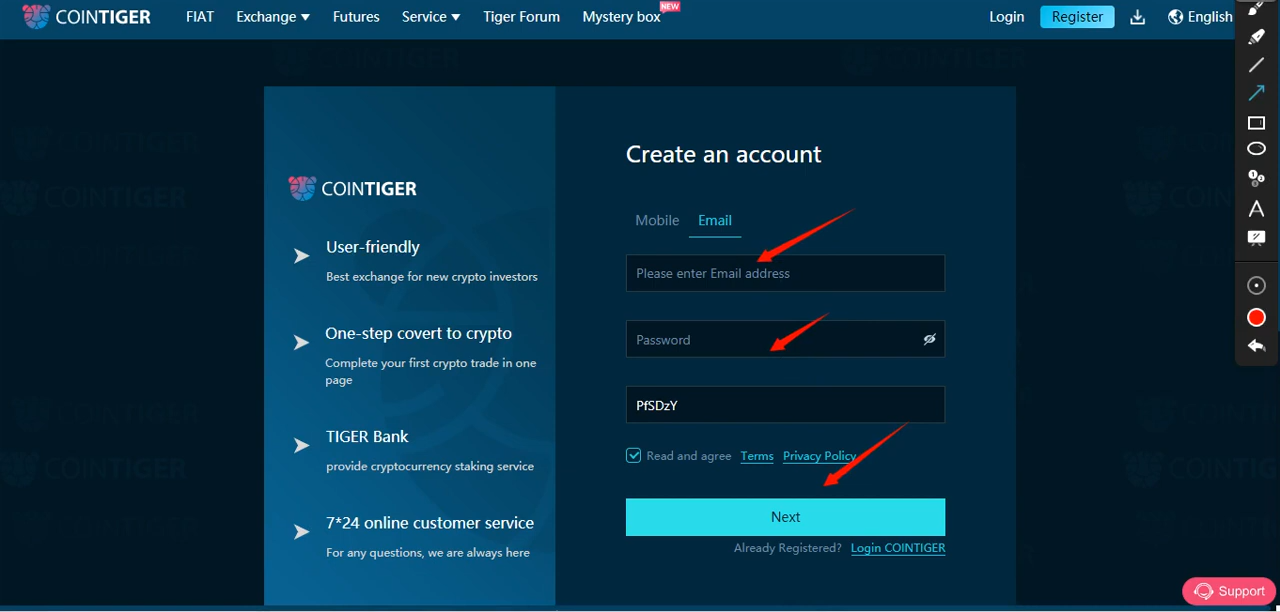 COINTIGER FIAT Exchange Futures Service Tiger Forum Mystery box NEW Login Register English
Create an account
COINTIGER
Mobile Email
User-friendly
Best exchange for new crypto investors
Please enter Email address
One-step covert to crypto
Complete your first crypto trade in one
page
Password
PfSDzY
TIGER Bank
provide cryptocurrency staking service
Read and agree Terms Privacy Policy
7*24 online customer service
For any questions, we are always here
Next
Already Registered? Login COINTIGER
Support